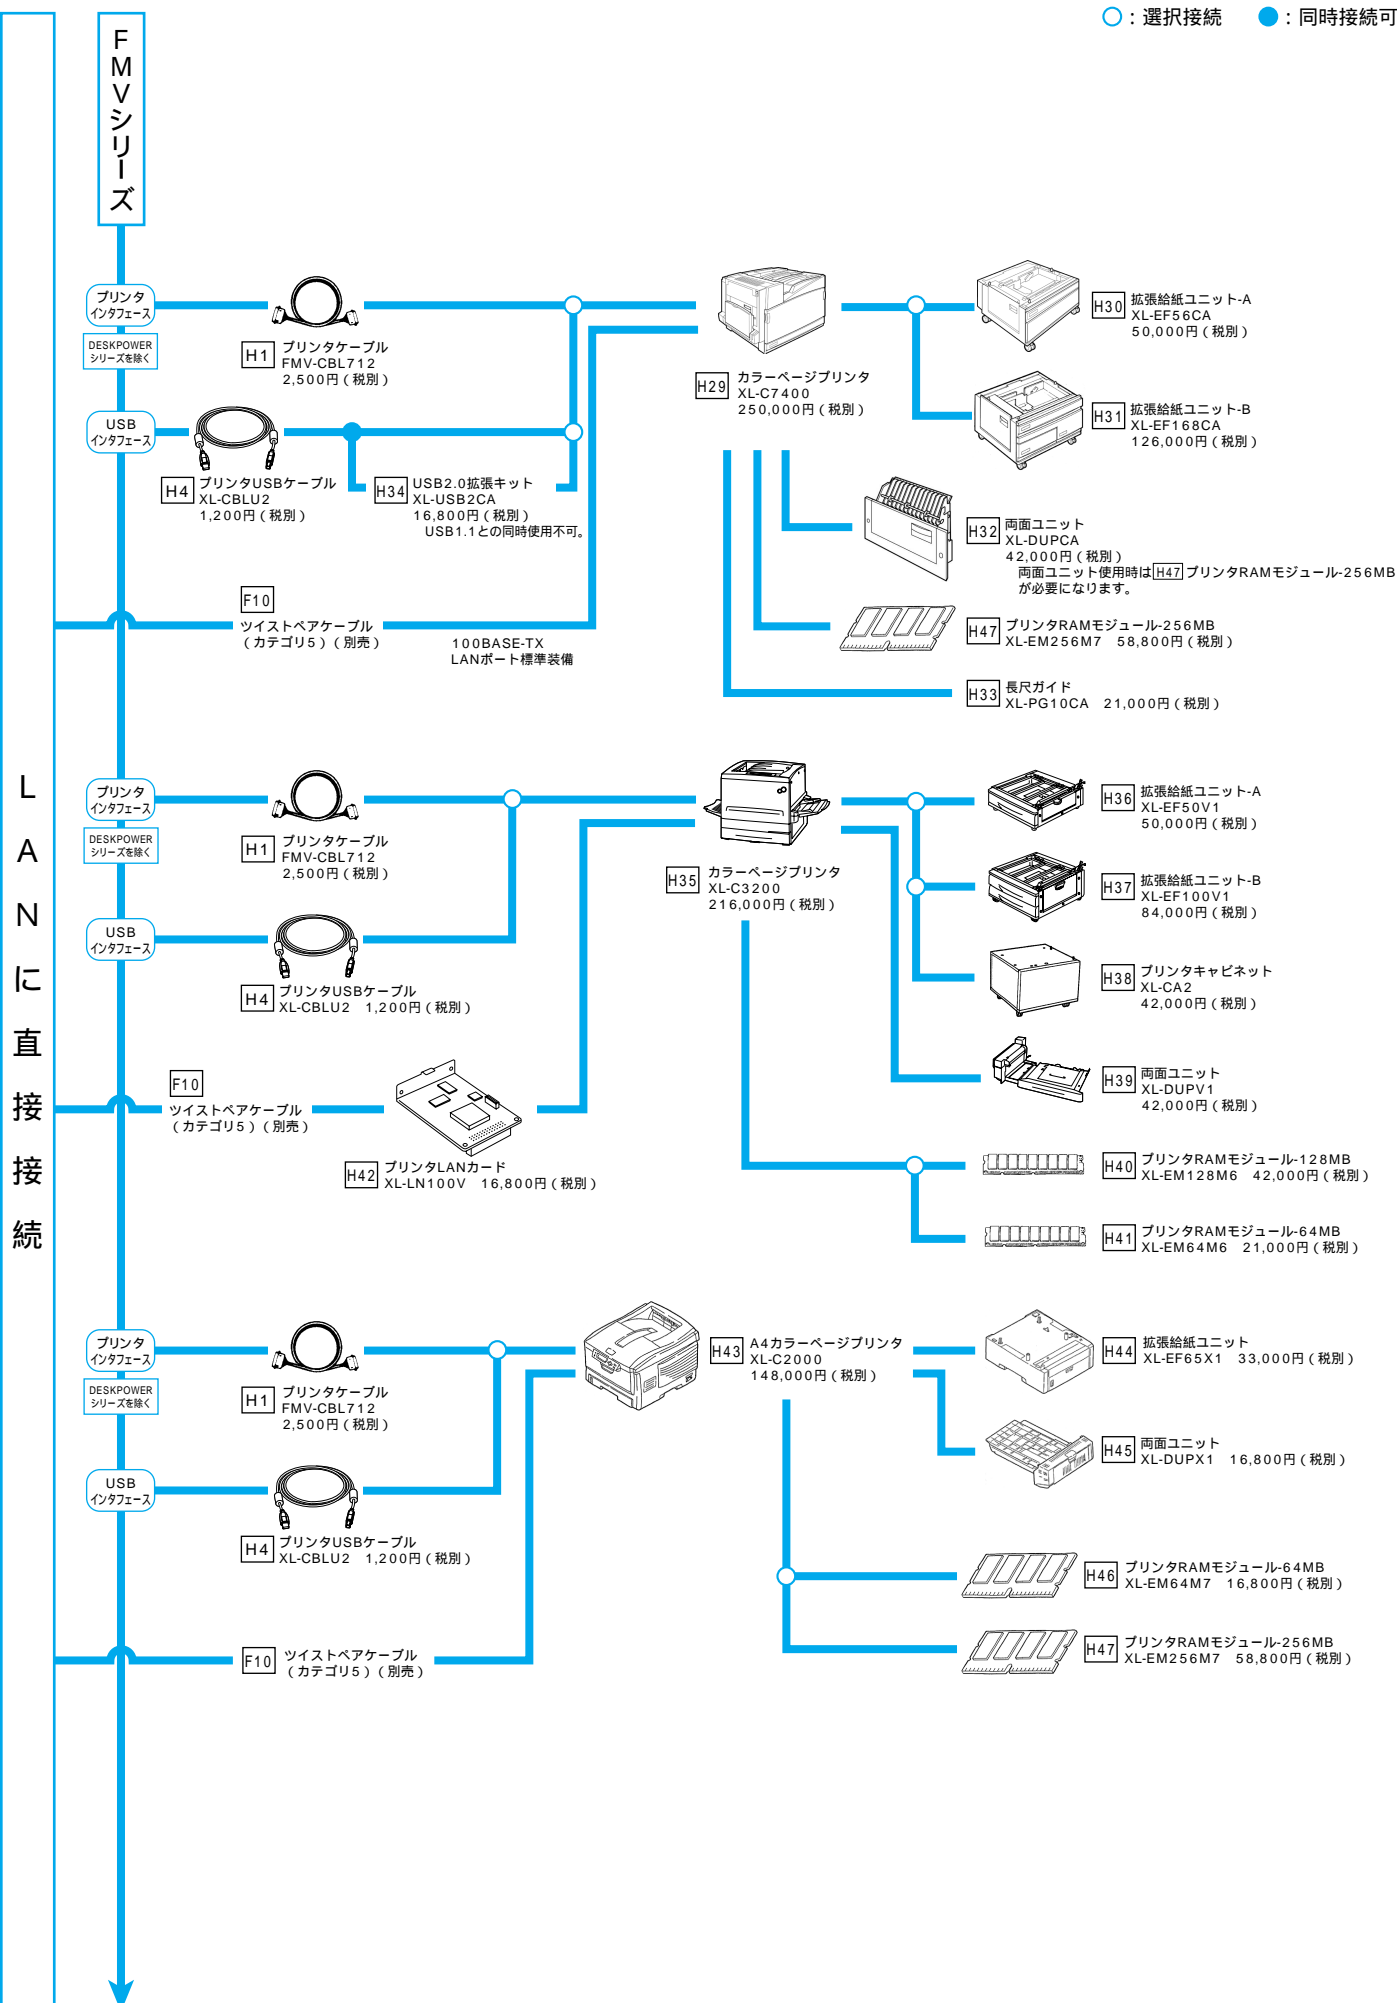 ○：選択接続　●：同時接続可
FMVシリーズ
LANに直接接続
プリンタ
インタフェース
DESKPOWER
シリーズを除く
H1 プリンタケーブル
FMV-CBL712
2,500円（税別）
USB
インタフェース
H4 プリンタUSBケーブル
XL-CBLU2
1,200円（税別）
H34 USB2.0拡張キット
XL-USB2CA
16,800円（税別）
USB1.1との同時使用不可。
F10
ツイストペアケーブル
（カテゴリ5）（別売）
100BASE-TX
LANポート標準装備
H29 カラーページプリンタ
XL-C7400
250,000円（税別）
H30 拡張給紙ユニット-A
XL-EF56CA
50,000円（税別）
H31 拡張給紙ユニット-B
XL-EF168CA
126,000円（税別）
H32 両面ユニット
XL-DUPCA
42,000円（税別）
両面ユニット使用時はH47プリンタRAMモジュール-256MB
が必要になります。
H47 プリンタRAMモジュール-256MB
XL-EM256M7　58,800円（税別）
H33 長尺ガイド
XL-PG10CA　21,000円（税別）
プリンタ
インタフェース
DESKPOWER
シリーズを除く
H1 プリンタケーブル
FMV-CBL712
2,500円（税別）
USB
インタフェース
H4 プリンタUSBケーブル
XL-CBLU2　1,200円（税別）
F10
ツイストペアケーブル
（カテゴリ5）（別売）
H42 プリンタLANカード
XL-LN100V　16,800円（税別）
H35 カラーページプリンタ
XL-C3200
216,000円（税別）
H36 拡張給紙ユニット-A
XL-EF50V1
50,000円（税別）
H37 拡張給紙ユニット-B
XL-EF100V1
84,000円（税別）
H38 プリンタキャビネット
XL-CA2
42,000円（税別）
H39 両面ユニット
XL-DUPV1
42,000円（税別）
H40 プリンタRAMモジュール-128MB
XL-EM128M6　42,000円（税別）
H41 プリンタRAMモジュール-64MB
XL-EM64M6　21,000円（税別）
プリンタ
インタフェース
DESKPOWER
シリーズを除く
H1 プリンタケーブル
FMV-CBL712
2,500円（税別）
USB
インタフェース
H4 プリンタUSBケーブル
XL-CBLU2　1,200円（税別）
F10 ツイストペアケーブル
（カテゴリ5）（別売）
H43 A4カラーページプリンタ
XL-C2000
148,000円（税別）
H44 拡張給紙ユニット
XL-EF65X1　33,000円（税別）
H45 両面ユニット
XL-DUPX1　16,800円（税別）
H46 プリンタRAMモジュール-64MB
XL-EM64M7　16,800円（税別）
H47 プリンタRAMモジュール-256MB
XL-EM256M7　58,800円（税別）